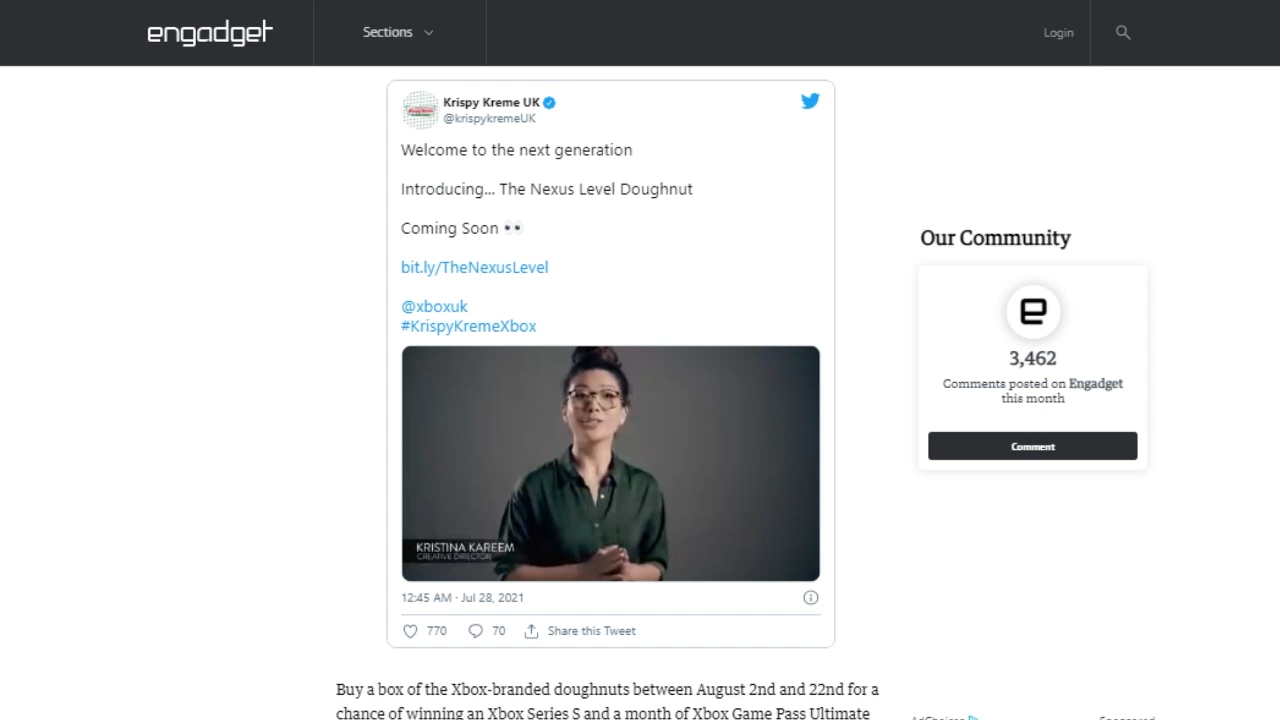 engadget
Sections
Login
Krispy Kreme UK
@krispykremeUK
Welcome to the next generation
Introducing... The Nexus Level Doughnut
Coming Soon 👀
bit.ly/TheNexusLevel
@xboxuk
#KrispyKremeXbox
KRISTINA KAREEM
CREATIVE DIRECTOR
12:45 AM · Jul 28, 2021
770
70
Share this Tweet
Buy a box of the Xbox-branded doughnuts between August 2nd and 22nd for a
chance of winning an Xbox Series S and a month of Xbox Game Pass Ultimate
Our Community
3,462
Comments posted on Engadget
this month
Comment
AdChoices
Sponsored